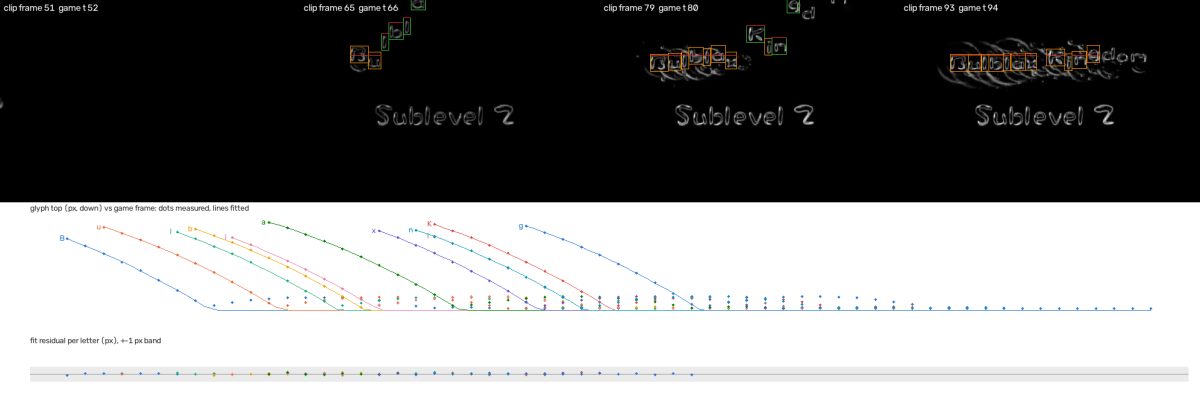 clip frame 51 game t 52
clip frame 65 game t 66
clip frame 79 game t 80
clip frame 93 game t 94
B u l b l a
B u l b l a x K i n g d
B u l b l a x K i n g d o m
Sublevel 2
Sublevel 2
Sublevel 2
glyph top (px, down) vs game frame: dots measured, lines fitted
B u l b l a x n i K g
fit residual per letter (px), +-1 px band